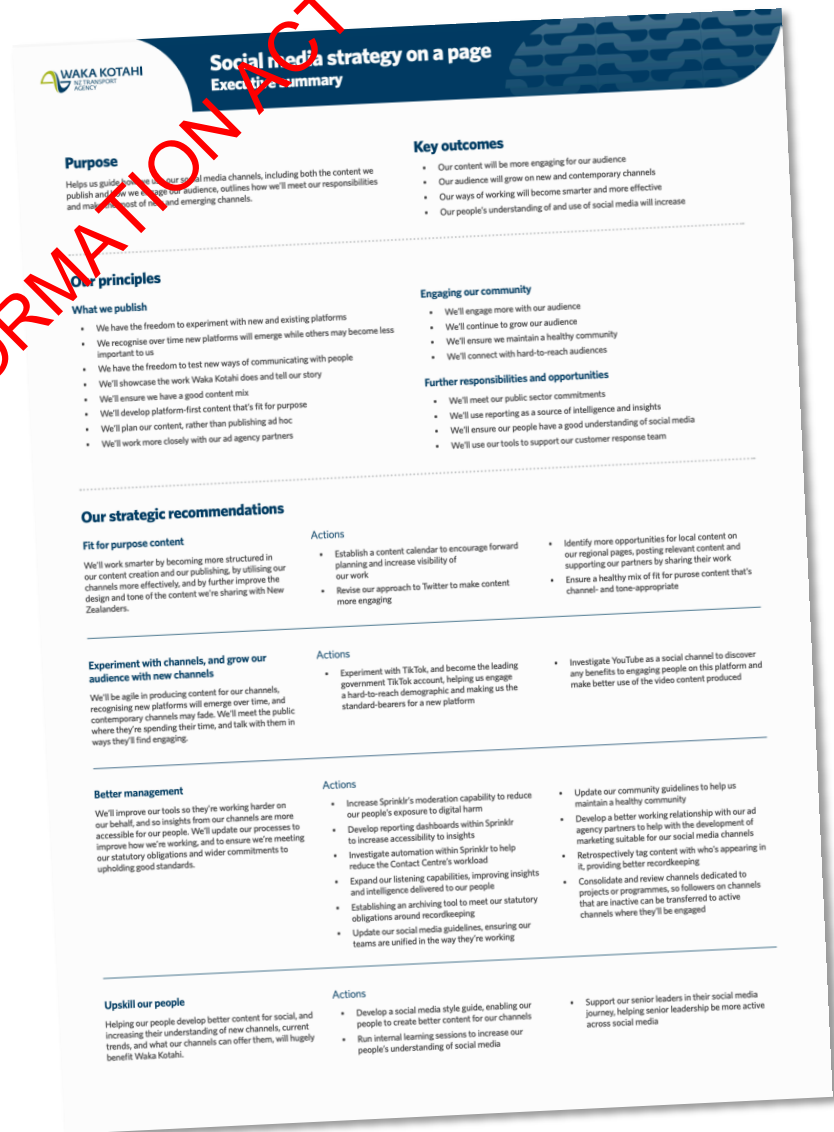 WAKA KOTAHI
NZ TRANSPORT
AGENCY
Social media strategy on a page
Executive summary
ORMATION ACT
Purpose
Helps us guide how we use our social media channels, including both the content we
publish and how we engage our audience, outlines how we'll meet our responsibilities
and make the most of new and emerging channels.
Key outcomes
• Our content will be more engaging for our audience
• Our audience will grow on new and contemporary channels
• Our ways of working will become smarter and more effective
• Our people's understanding of and use of social media will increase
Our principles
What we publish
• We have the freedom to experiment with new and existing platforms
• We recognise over time new platforms will emerge while others may become less
important to us
• We have the freedom to test new ways of communicating with people
• We'll showcase the work Waka Kotahi does and tell our story
• We'll ensure we have a good content mix
• We'll develop platform-first content that's fit for purpose
• We'll plan our content, rather than publishing ad hoc
• We'll work more closely with our ad agency partners
Engaging our community
• We'll engage more with our audience
• We'll continue to grow our audience
• We'll ensure we maintain a healthy community
• We'll connect with hard-to-reach audiences
Further responsibilities and opportunities
• We'll meet our public sector commitments
• We'll use reporting as a source of intelligence and insights
• We'll ensure our people have a good understanding of social media
• We'll use our tools to support our customer response team
Our strategic recommendations
Fit for purpose content
We'll work smarter by becoming more structured in
our content creation and our publishing, by utilising our
channels more effectively, and by further improve the
design and tone of the content we're sharing with New
Zealanders.
Actions
• Establish a content calendar to encourage forward
planning and increase visibility of
our work
• Revise our approach to Twitter to make content
more engaging
• Identify more opportunities for local content on
our regional pages, posting relevant content and
supporting our partners by sharing their work
• Ensure a healthy mix of fit for purose content that's
channel- and tone-appropriate
Experiment with channels, and grow our
audience with new channels
We'll be agile in producing content for our channels,
recognising new platforms will emerge over time, and
contemporary channels may fade. We'll meet the public
where they're spending their time, and talk with them in
ways they'll find engaging.
Actions
• Experiment with TikTok, and become the leading
government TikTok account, helping us engage
a hard-to-reach demographic and making us the
standard-bearers for a new platform
• Investigate YouTube as a social channel to discover
any benefits to engaging people on this platform and
make better use of the video content produced
Better management
We'll improve our tools so they're working harder on
our behalf, and so insights from our channels are more
accessible for our people. We'll update our processes to
improve how we're working, and to ensure we're meeting
our statutory obligations and wider commitments to
upholding good standards.
Actions
• Increase Sprinklr's moderation capability to reduce
our people's exposure to digital harm
• Develop reporting dashboards within Sprinklr
to increase accessibility to insights
• Investigate automation within Sprinklr to help
reduce the Contact Centre's workload
• Expand our listening capabilities, improving insights
and intelligence delivered to our people
• Establishing an archiving tool to meet our statutory
obligations around recordkeeping
• Update our social media guidelines, ensuring our
teams are unified in the way they're working
• Update our community guidelines to help us
maintain a healthy community
• Develop a better working relationship with our ad
agency partners to help with the development of
marketing suitable for our social media channels
• Retrospectively tag content with who's appearing in
it, providing better recordkeeping
• Consolidate and review channels dedicated to
projects or programmes, so followers on channels
that are inactive can be transferred to active
channels where they'll be engaged
Upskill our people
Helping our people develop better content for social, and
increasing their understanding of new channels, current
trends, and what our channels can offer them, will hugely
benefit Waka Kotahi.
Actions
• Develop a social media style guide, enabling our
people to create better content for our channels
• Run internal learning sessions to increase our
people's understanding of social media
• Support our senior leaders in their social media
journey, helping senior leadership be more active
across social media